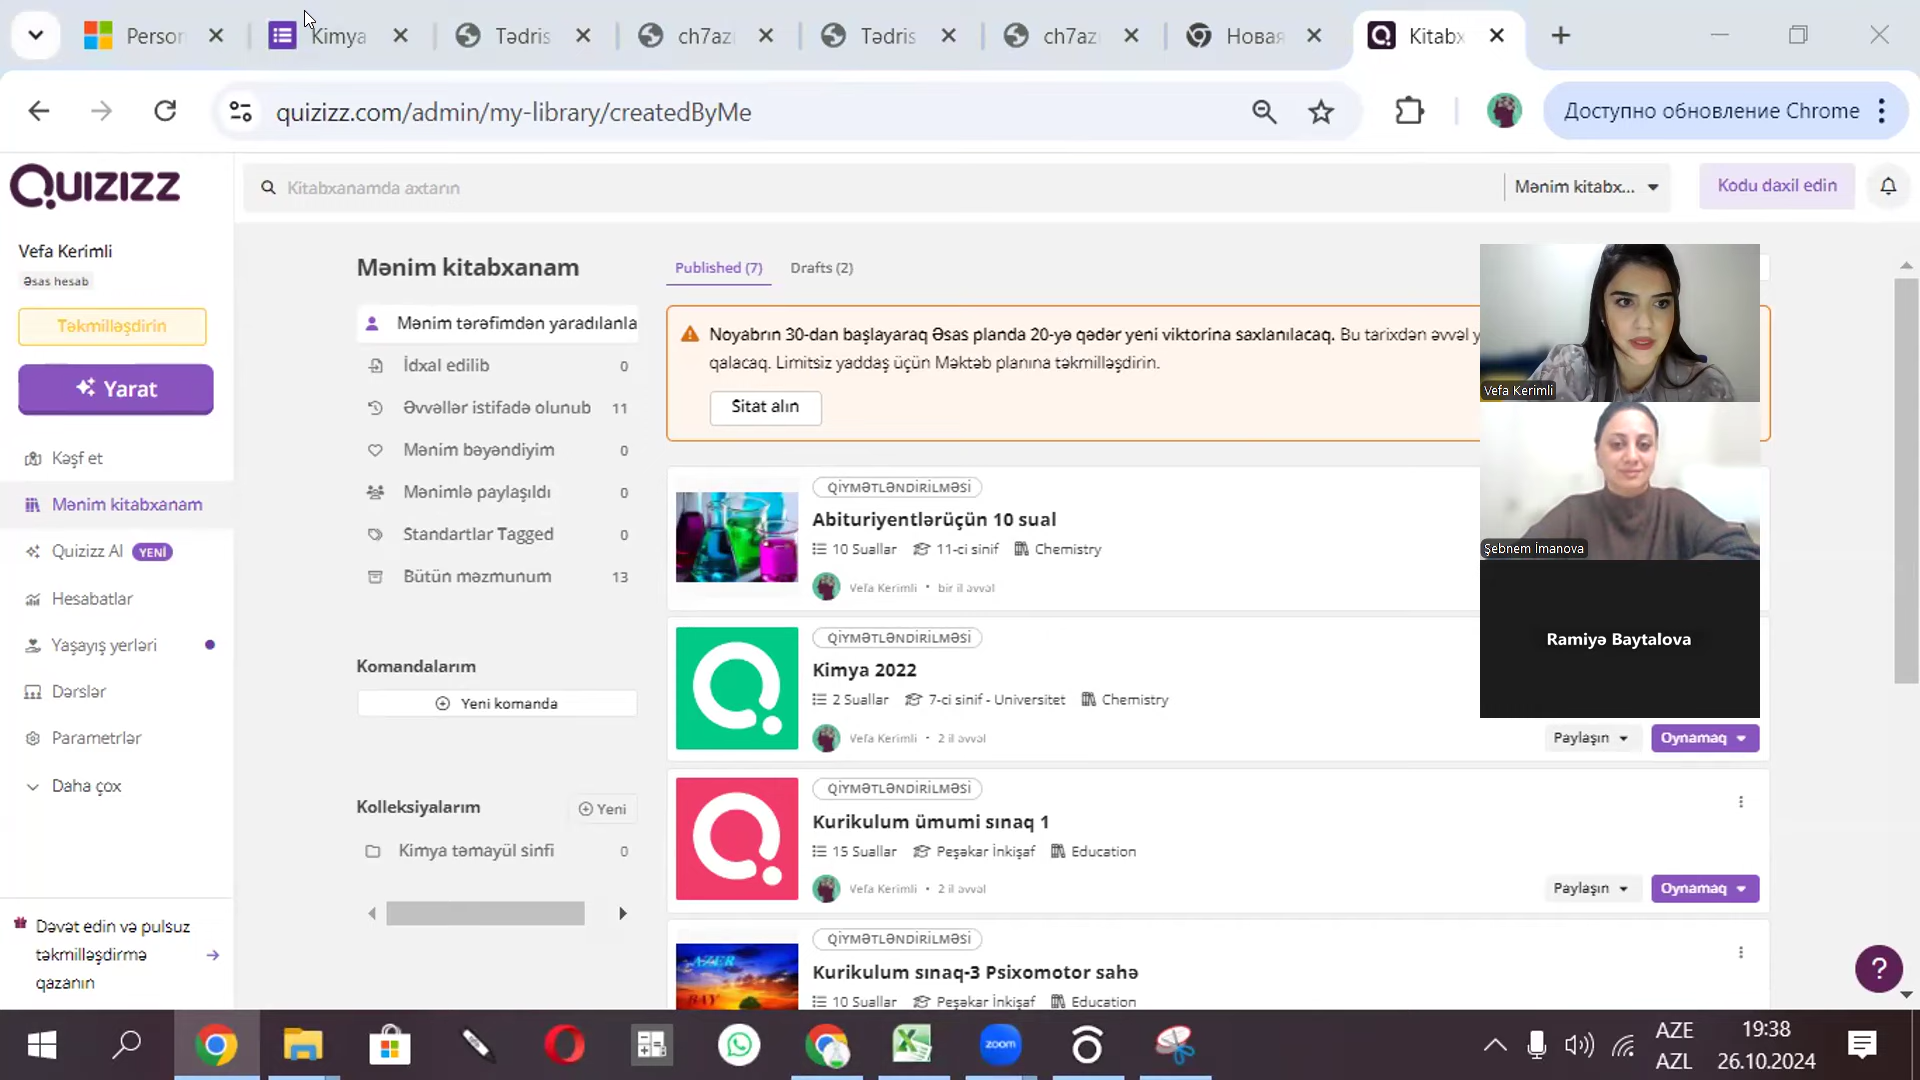 Person
Kimya
Tədris
ch7az
Tədris
ch7az
Новая
Kitabx
quizizz.com/admin/my-library/createdByMe
Доступно обновление Chrome
QUIZIZZ
Kitabxanamda axtarın
Mənim kitabx...
Kodu daxil edin
Vefa Kerimli
Əsas hesab
Təkmilləşdirin
Yarat
Kəşf et
Mənim kitabxanam
Quizizz AI YENİ
Hesabatlar
Yaşayış yerləri
Dərslər
Parametrlər
Daha çox
Dəvət edin və pulsuz
təkmilləşdirmə
qazanın
Mənim kitabxanam
Mənim tərəfimdən yaradılanla
İdxal edilib 0
Əvvəllər istifadə olunub 11
Mənim bəyəndiyim 0
Mənimlə paylaşıldı 0
Standartlar Tagged 0
Bütün məzmunum 13
Komandalarım
Yeni komanda
Kolleksiyalarım
Yeni
Kimya təmayül sinfi 0
Published (7)
Drafts (2)
Noyabrın 30-dan başlayaraq Əsas planda 20-yə qədər yeni viktorina saxlanılacaq. Bu tarixdən əvvəl y
qalacaq. Limitsiz yaddaş üçün Məktəb planına təkmilləşdirin.
Sitat alın
QİYMƏTLƏNDİRİLMƏSİ
Abituriyentlərüçün 10 sual
10 Suallar 11-ci sinif Chemistry
Vefa Kerimli • bir il əvvəl
QİYMƏTLƏNDİRİLMƏSİ
Kimya 2022
2 Suallar 7-ci sinif - Universitet Chemistry
Vefa Kerimli • 2 il əvvəl
Paylaşın
Oynamaq
QİYMƏTLƏNDİRİLMƏSİ
Kurikulum ümumi sınaq 1
15 Suallar Peşəkar İnkişaf Education
Vefa Kerimli • 2 il əvvəl
Paylaşın
Oynamaq
QİYMƏTLƏNDİRİLMƏSİ
Kurikulum sınaq-3 Psixomotor sahə
10 Suallar Peşəkar İnkişaf Education
AZER
BAY
Vefa Kerimli
Şebnem İmanova
Ramiyə Baytalova
?
zoom
AZE
AZL
19:38
26.10.2024